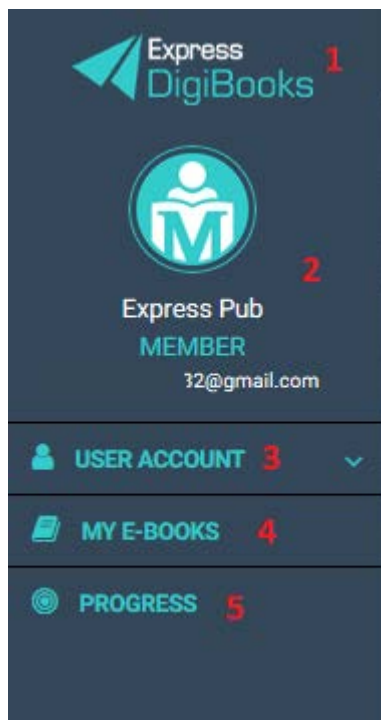 Express 1
DigiBooks
M
2
Express Pub
MEMBER
32@gmail.com
USER ACCOUNT 3
MY E-BOOKS 4
PROGRESS 5